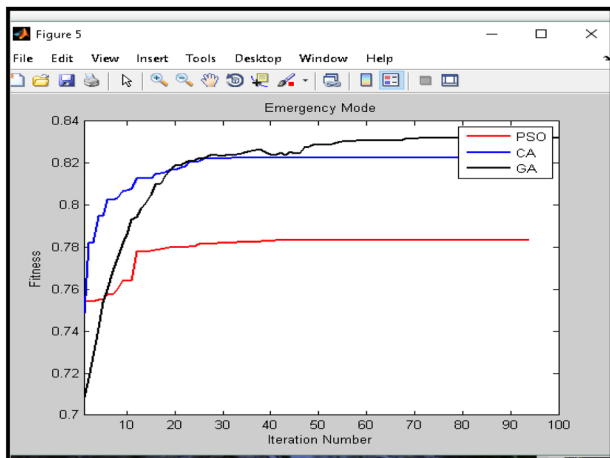 Figure 5
File Edit View Insert Tools Desktop Window Help
Emergency Mode
0.84
0.82
0.8
0.78
0.76
0.74
0.72
0.7
Fitness
PSO
CA
GA
10 20 30 40 50 60 70 80 90 100
Iteration Number